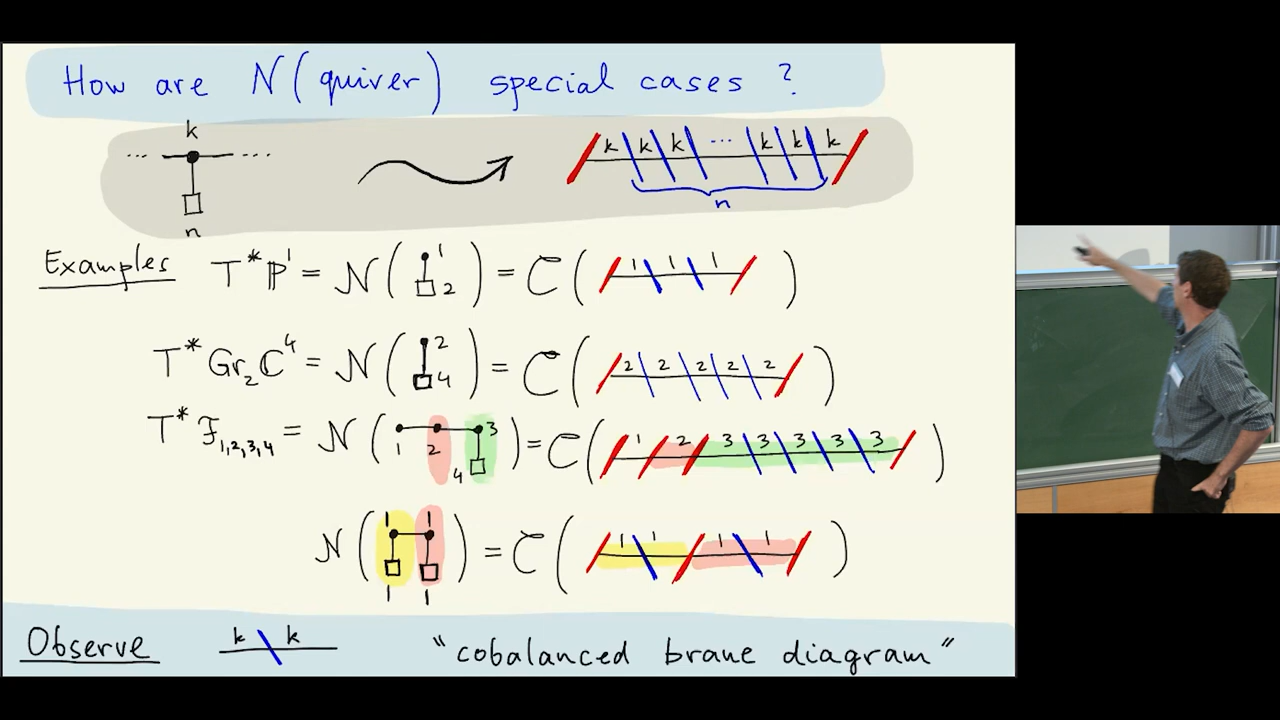 How are N(quiver) special cases ?
k
... ...
n
k k k ... k k k
n
Examples T*P¹ = N( 1 2 ) = C( 1 1 1 )
T*Gr₂C⁴ = N( 2 4 ) = C( 2 2 2 2 2 )
T*F₁,₂,₃,₄ = N( 1 2 3 4 ) = C( 1 2 3 3 3 3 3 )
N( 1 1 1 1 ) = C( 1 1 1 1 )
Observe k k "cobalanced brane diagram"